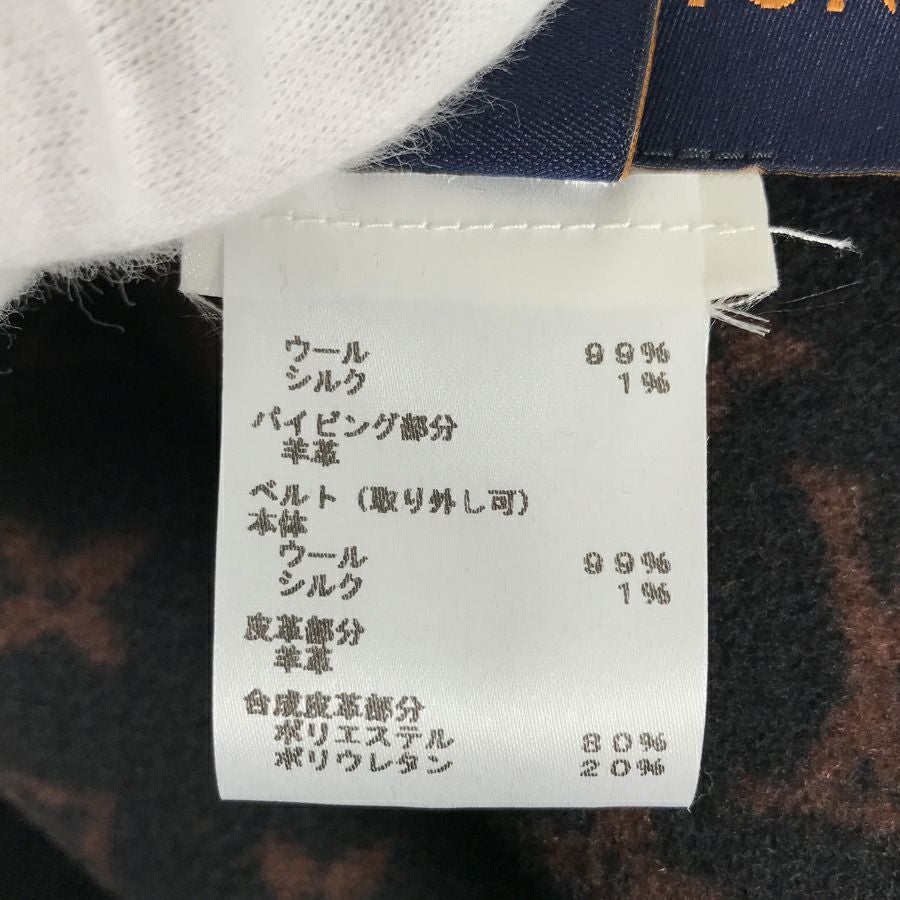 ウール 99%
シルク 1%
パイピング部分
羊革
ベルト（取り外し可）
本体
ウール 99%
シルク 1%
皮革部分
羊革
合成皮革部分
ポリエステル 80%
ポリウレタン 20%